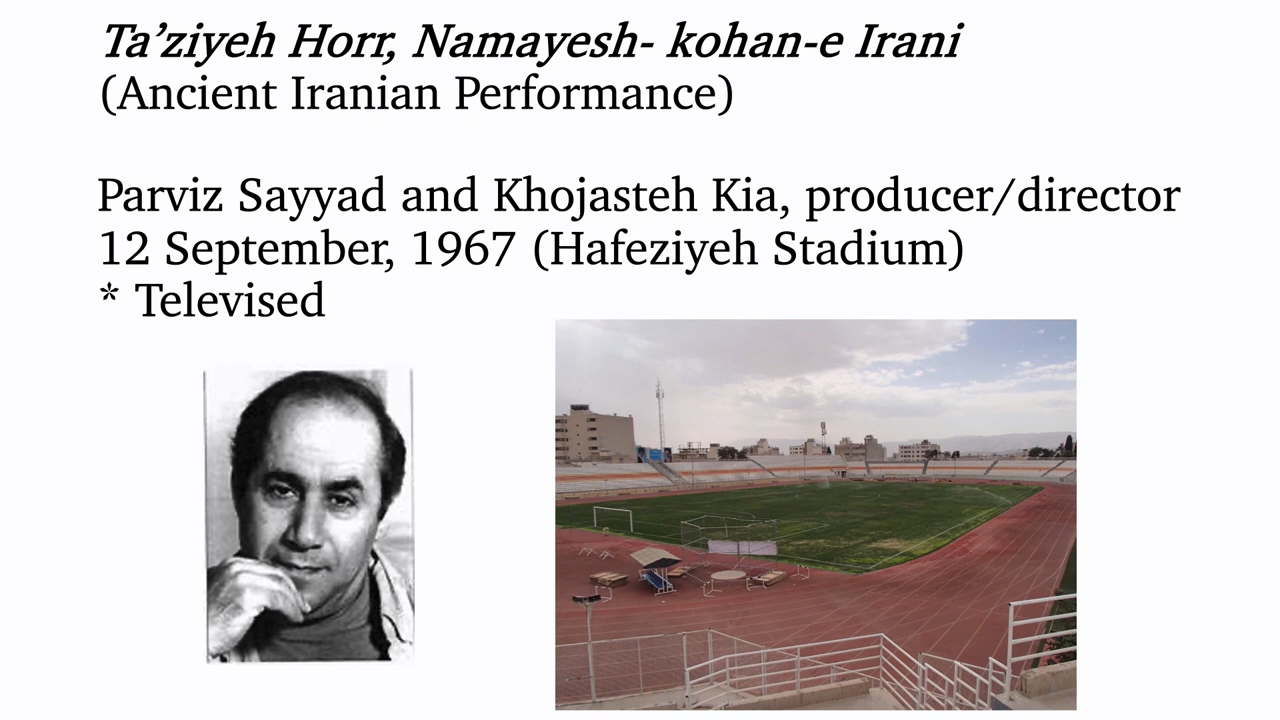 Ta’ziyeh Horr, Namayesh- kohan-e Irani
(Ancient Iranian Performance)
Parviz Sayyad and Khojasteh Kia, producer/director
12 September, 1967 (Hafeziyeh Stadium)
* Televised